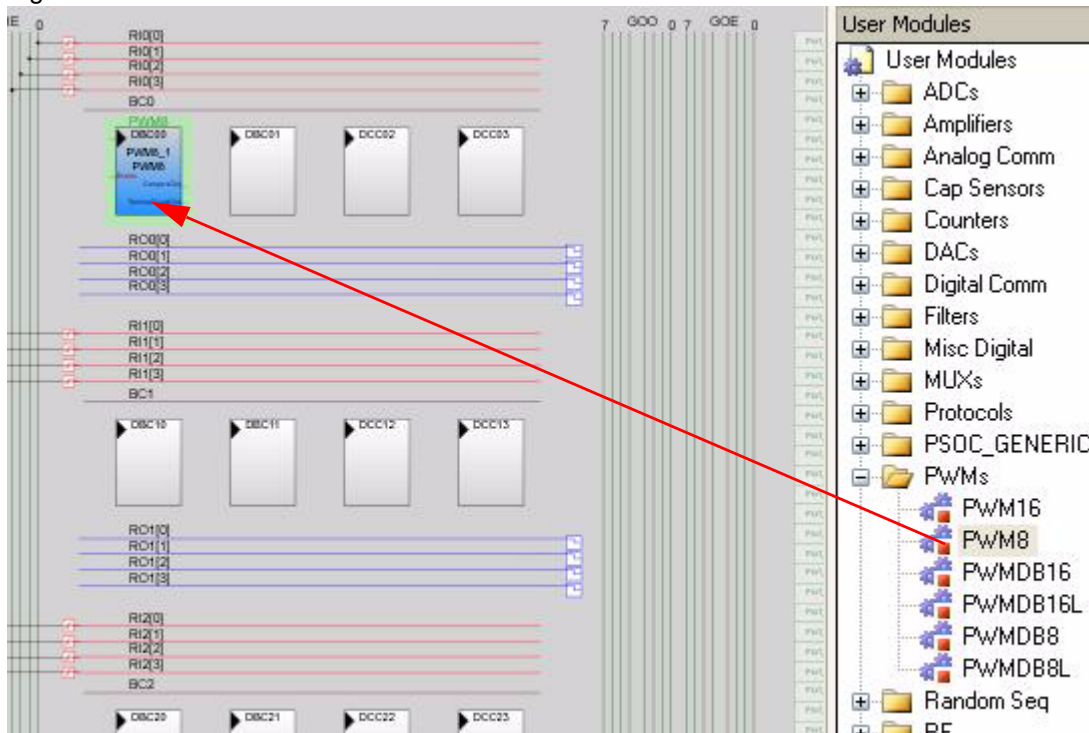 IE 0
7 GOO 0 7 GOE 0
RI0[0]
RI0[1]
RI0[2]
RI0[3]
BC0
PWM8
DBC00
PWM8_1
PWM8
DBC01
DCC02
DCC03
RO0[0]
RO0[1]
RO0[2]
RO0[3]
RI1[0]
RI1[1]
RI1[2]
RI1[3]
BC1
DBC10
DBC11
DCC12
DCC13
RO1[0]
RO1[1]
RO1[2]
RO1[3]
RI2[0]
RI2[1]
RI2[2]
RI2[3]
BC2
DBC20
DBC21
DCC22
DCC23
User Modules
User Modules
ADCs
Amplifiers
Analog Comm
Cap Sensors
Counters
DACs
Digital Comm
Filters
Misc Digital
MUXs
Protocols
PSOC_GENERIC
PWMs
PWM16
PWM8
PWMDB16
PWMDB16L
PWMDB8
PWMDB8L
Random Seq